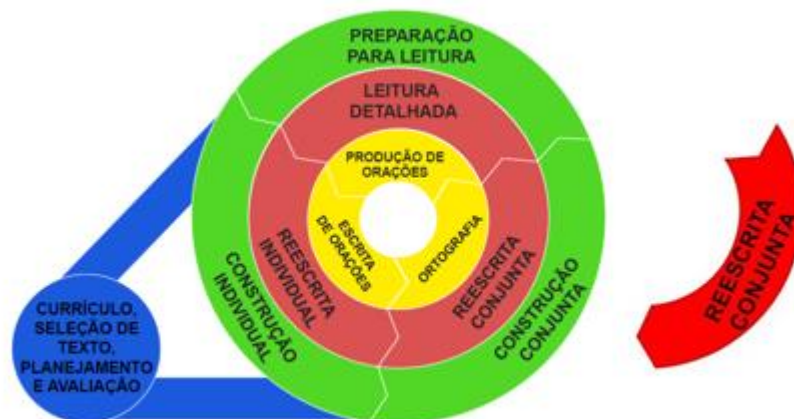 PREPARAÇÃO
PARA LEITURA
LEITURA
DETALHADA
PRODUÇÃO DE
ORAÇÕES
ESCRITA
DE ORAÇÕES
ORTOGRAFIA
REESCRITA
INDIVIDUAL
REESCRITA
CONJUNTA
CONSTRUÇÃO
INDIVIDUAL
CONSTRUÇÃO
CONJUNTA
CURRÍCULO,
SELEÇÃO DE
TEXTO,
PLANEJAMENTO
E AVALIAÇÃO
REESCRITA
CONJUNTA